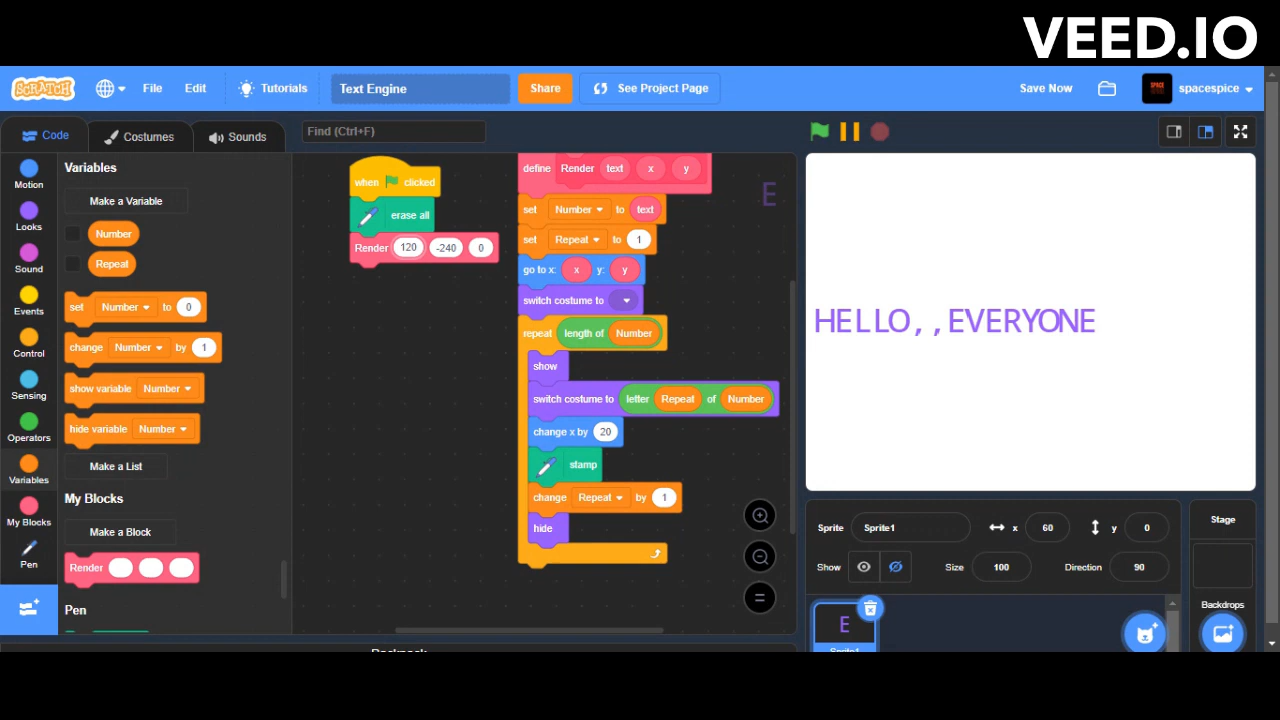 VEED.IO
SCRATCH File Edit Tutorials Text Engine Share See Project Page Save Now spacespice
Code Costumes Sounds Find (Ctrl+F)
Motion
Looks
Sound
Events
Control
Sensing
Operators
Variables
My Blocks
Pen
Variables
Make a Variable
Number
Repeat
set Number to 0
change Number by 1
show variable Number
hide variable Number
Make a List
My Blocks
Make a Block
Render
Pen
when clicked
erase all
Render 120 -240 0
define Render text x y
set Number to text
set Repeat to 1
go to x: x y: y
switch costume to
repeat length of Number
show
switch costume to letter Repeat of Number
change x by 20
stamp
change Repeat by 1
hide
E
HELLO, , EVERYONE
Sprite Sprite1 x 60 y 0
Show Size 100 Direction 90
E
Sprite1
Stage
Backdrops
Backpack